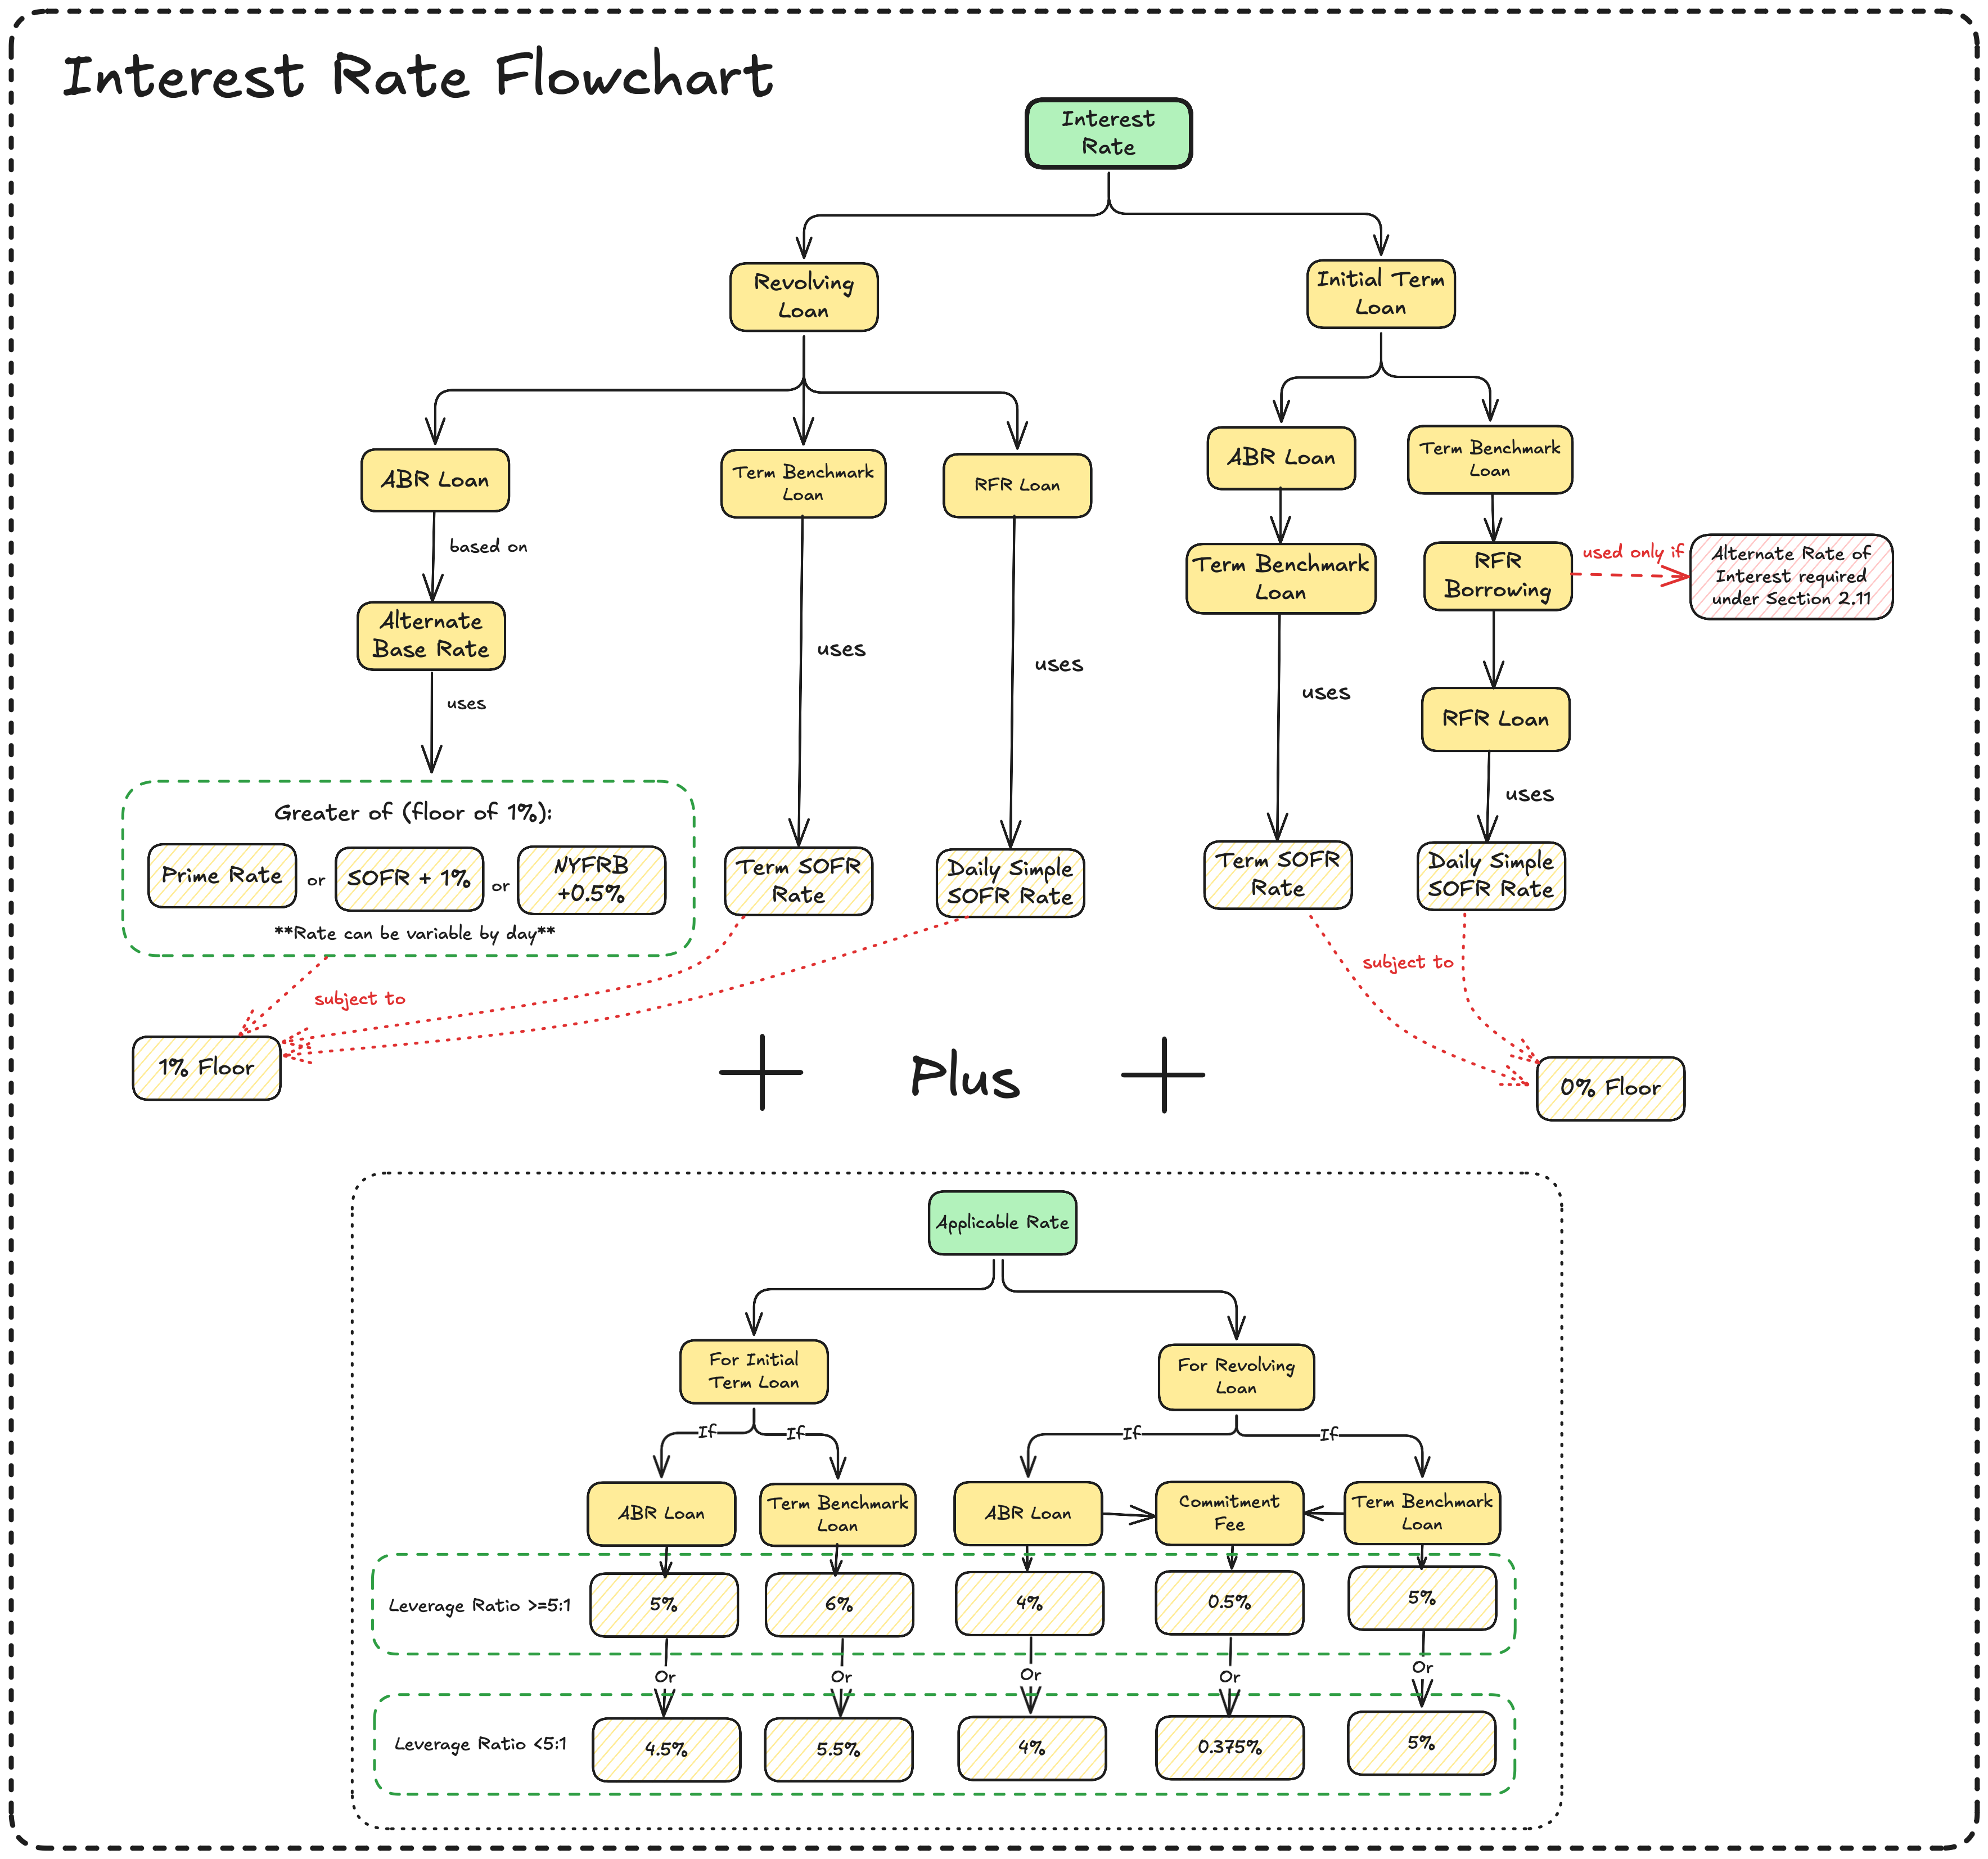 Interest Rate Flowchart
Interest
Rate
Revolving
Loan
Initial Term
Loan
ABR Loan
Term Benchmark
Loan
RFR Loan
ABR Loan
Term Benchmark
Loan
based on
Alternate
Base Rate
uses
uses
uses
Term Benchmark
Loan
uses
RFR
Borrowing
used only if
Alternate Rate of
Interest required
under Section 2.11
RFR Loan
uses
Greater of (floor of 1%):
Prime Rate
or
SOFR + 1%
or
NYFRB
+0.5%
**Rate can be variable by day**
Term SOFR
Rate
Daily Simple
SOFR Rate
Term SOFR
Rate
Daily Simple
SOFR Rate
subject to
subject to
1% Floor
Plus
0% Floor
Applicable Rate
For Initial
Term Loan
For Revolving
Loan
If
If
If
If
ABR Loan
Term Benchmark
Loan
ABR Loan
Commitment
Fee
Term Benchmark
Loan
Leverage Ratio >=5:1
5%
6%
4%
0.5%
5%
Or
Or
Or
Or
Or
Leverage Ratio <5:1
4.5%
5.5%
4%
0.375%
5%